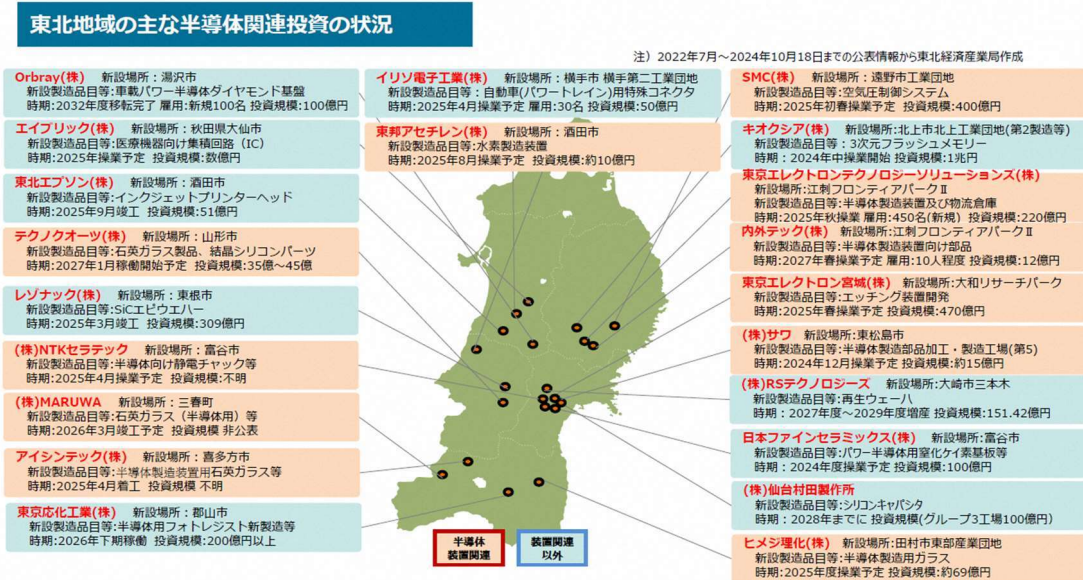 東北地域の主な半導体関連投資の状況
注）2022年7月～2024年10月18日までの公表情報から東北経済産業局作成
Orbray(株)　新設場所：湯沢市
新設製造品目等:車載パワー半導体ダイヤモンド基盤
時期:2032年度移転完了 雇用:新規100名 投資規模:100億円
エイブリック(株)　新設場所：秋田県大仙市
新設製造品目等:医療機器向け集積回路（IC）
時期:2025年操業予定 投資規模:数億円
東北エプソン(株)　新設場所：酒田市
新設製造品目等:インクジェットプリンターヘッド
時期:2025年9月竣工 投資規模:51億円
テクノクオーツ(株)　新設場所：山形市
新設製造品目等:石英ガラス製品、結晶シリコンパーツ
時期:2027年1月稼働開始予定 投資規模:35億～45億
レゾナック(株)　新設場所：東根市
新設製造品目等:SiCエピウエハー
時期:2025年3月竣工 投資規模:309億円
(株)NTKセラテック　新設場所：富谷市
新設製造品目等:半導体向け静電チャック等
時期:2025年4月操業予定 投資規模:不明
(株)MARUWA　新設場所：三春町
新設製造品目等:石英ガラス（半導体用）等
時期:2026年3月竣工予定 投資規模 非公表
アイシンテック(株)　新設場所:喜多方市
新設製造品目等:半導体製造装置用石英ガラス等
時期:2025年4月着工 投資規模 不明
東京応化工業(株)　新設場所：郡山市
新設製造品目等:半導体用フォトレジスト新製造等
時期:2026年下期稼働 投資規模:200億円以上
イリソ電子工業(株)　新設場所：横手市 横手第二工業団地
新設製造品目等：自動車(パワートレイン)用特殊コネクタ
時期:2025年4月操業予定 雇用:30名 投資規模:50億円
東邦アセチレン(株)　新設場所：酒田市
新設製造品目等:水素製造装置
時期:2025年8月操業予定 投資規模:約10億円
SMC(株)　新設場所：遠野市工業団地
新設製造品目等:空気圧制御システム
時期:2025年初春操業予定 投資規模:400億円
キオクシア(株)　新設場所:北上市北上工業団地(第2製造等)
新設製造品目等：3次元フラッシュメモリー
時期：2024年中操業開始 投資規模:1兆円
東京エレクトロンテクノロジーソリューションズ(株)
新設場所:江刺フロンティアパークⅡ
新設製造品目等:半導体製造装置及び物流倉庫
時期:2025年秋操業 雇用:450名(新規) 投資規模:220億円
内外テック(株)　新設場所:江刺フロンティアパークⅡ
新設製造品目等:半導体製造装置向け部品
時期:2027年春操業予定 雇用:10人程度 投資規模:12億円
東京エレクトロン宮城(株)　新設場所：大和リサーチパーク
新設製造品目等:エッチング装置開発
時期:2025年春操業予定 投資規模:470億円
(株)サワ　新設場所：東松島市
新設製造品目等:半導体製造部品加工・製造工場(第5)
時期:2024年12月操業予定 投資規模:約15億円
(株)RSテクノロジーズ　新設場所:大崎市三本木
新設製造品目等:再生ウェーハ
時期：2027年度～2029年度増産 投資規模:151.42億円
日本ファインセラミックス(株)　新設場所:富谷市
新設製造品目等:パワー半導体用窒化ケイ素基板等
時期：2024年度操業予定 投資規模:100億円
(株)仙台村田製作所
新設製造品目等:シリコンキャパシタ
時期：2028年までに 投資規模(グループ3工場100億円）
ヒメジ理化(株)　新設場所:田村市東部産業団地
新設製造品目等:半導体製造用ガラス
時期:2025年度操業予定 投資規模:約69億円
半導体
装置関連
装置関連
以外